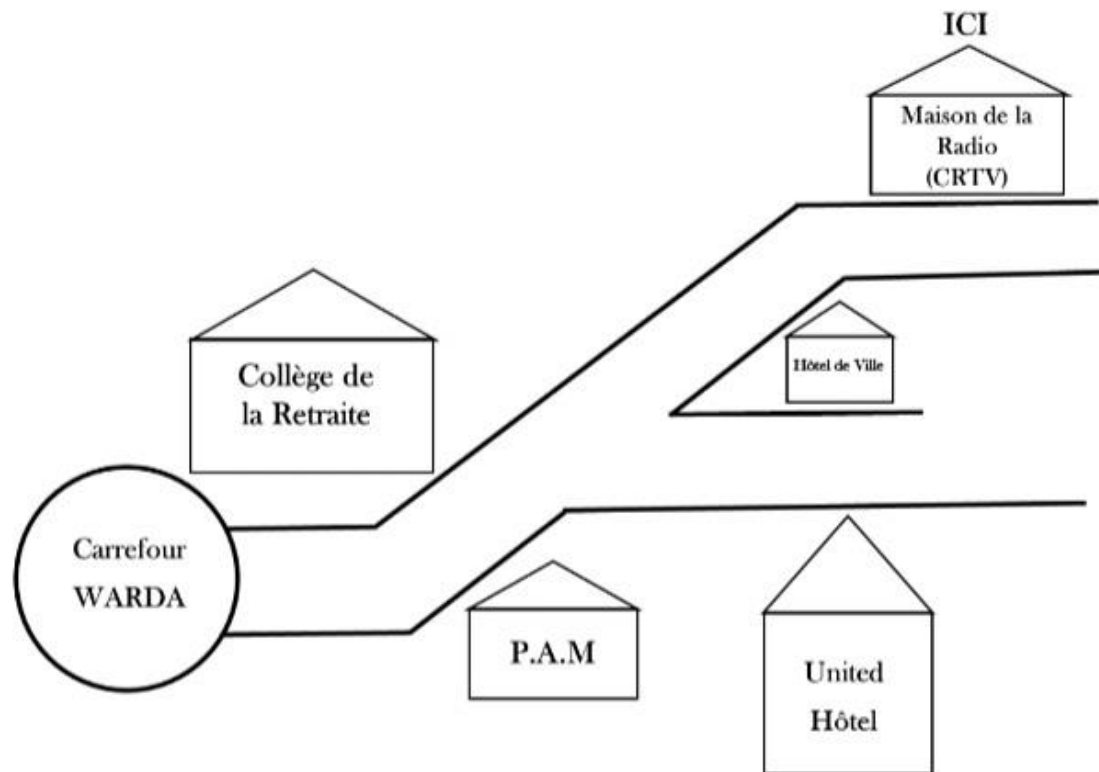 ICI
Maison de la
Radio
(CRTV)
Hôtel de Ville
Collège de
la Retraite
Carrefour
WARDA
P.A.M
United
Hôtel